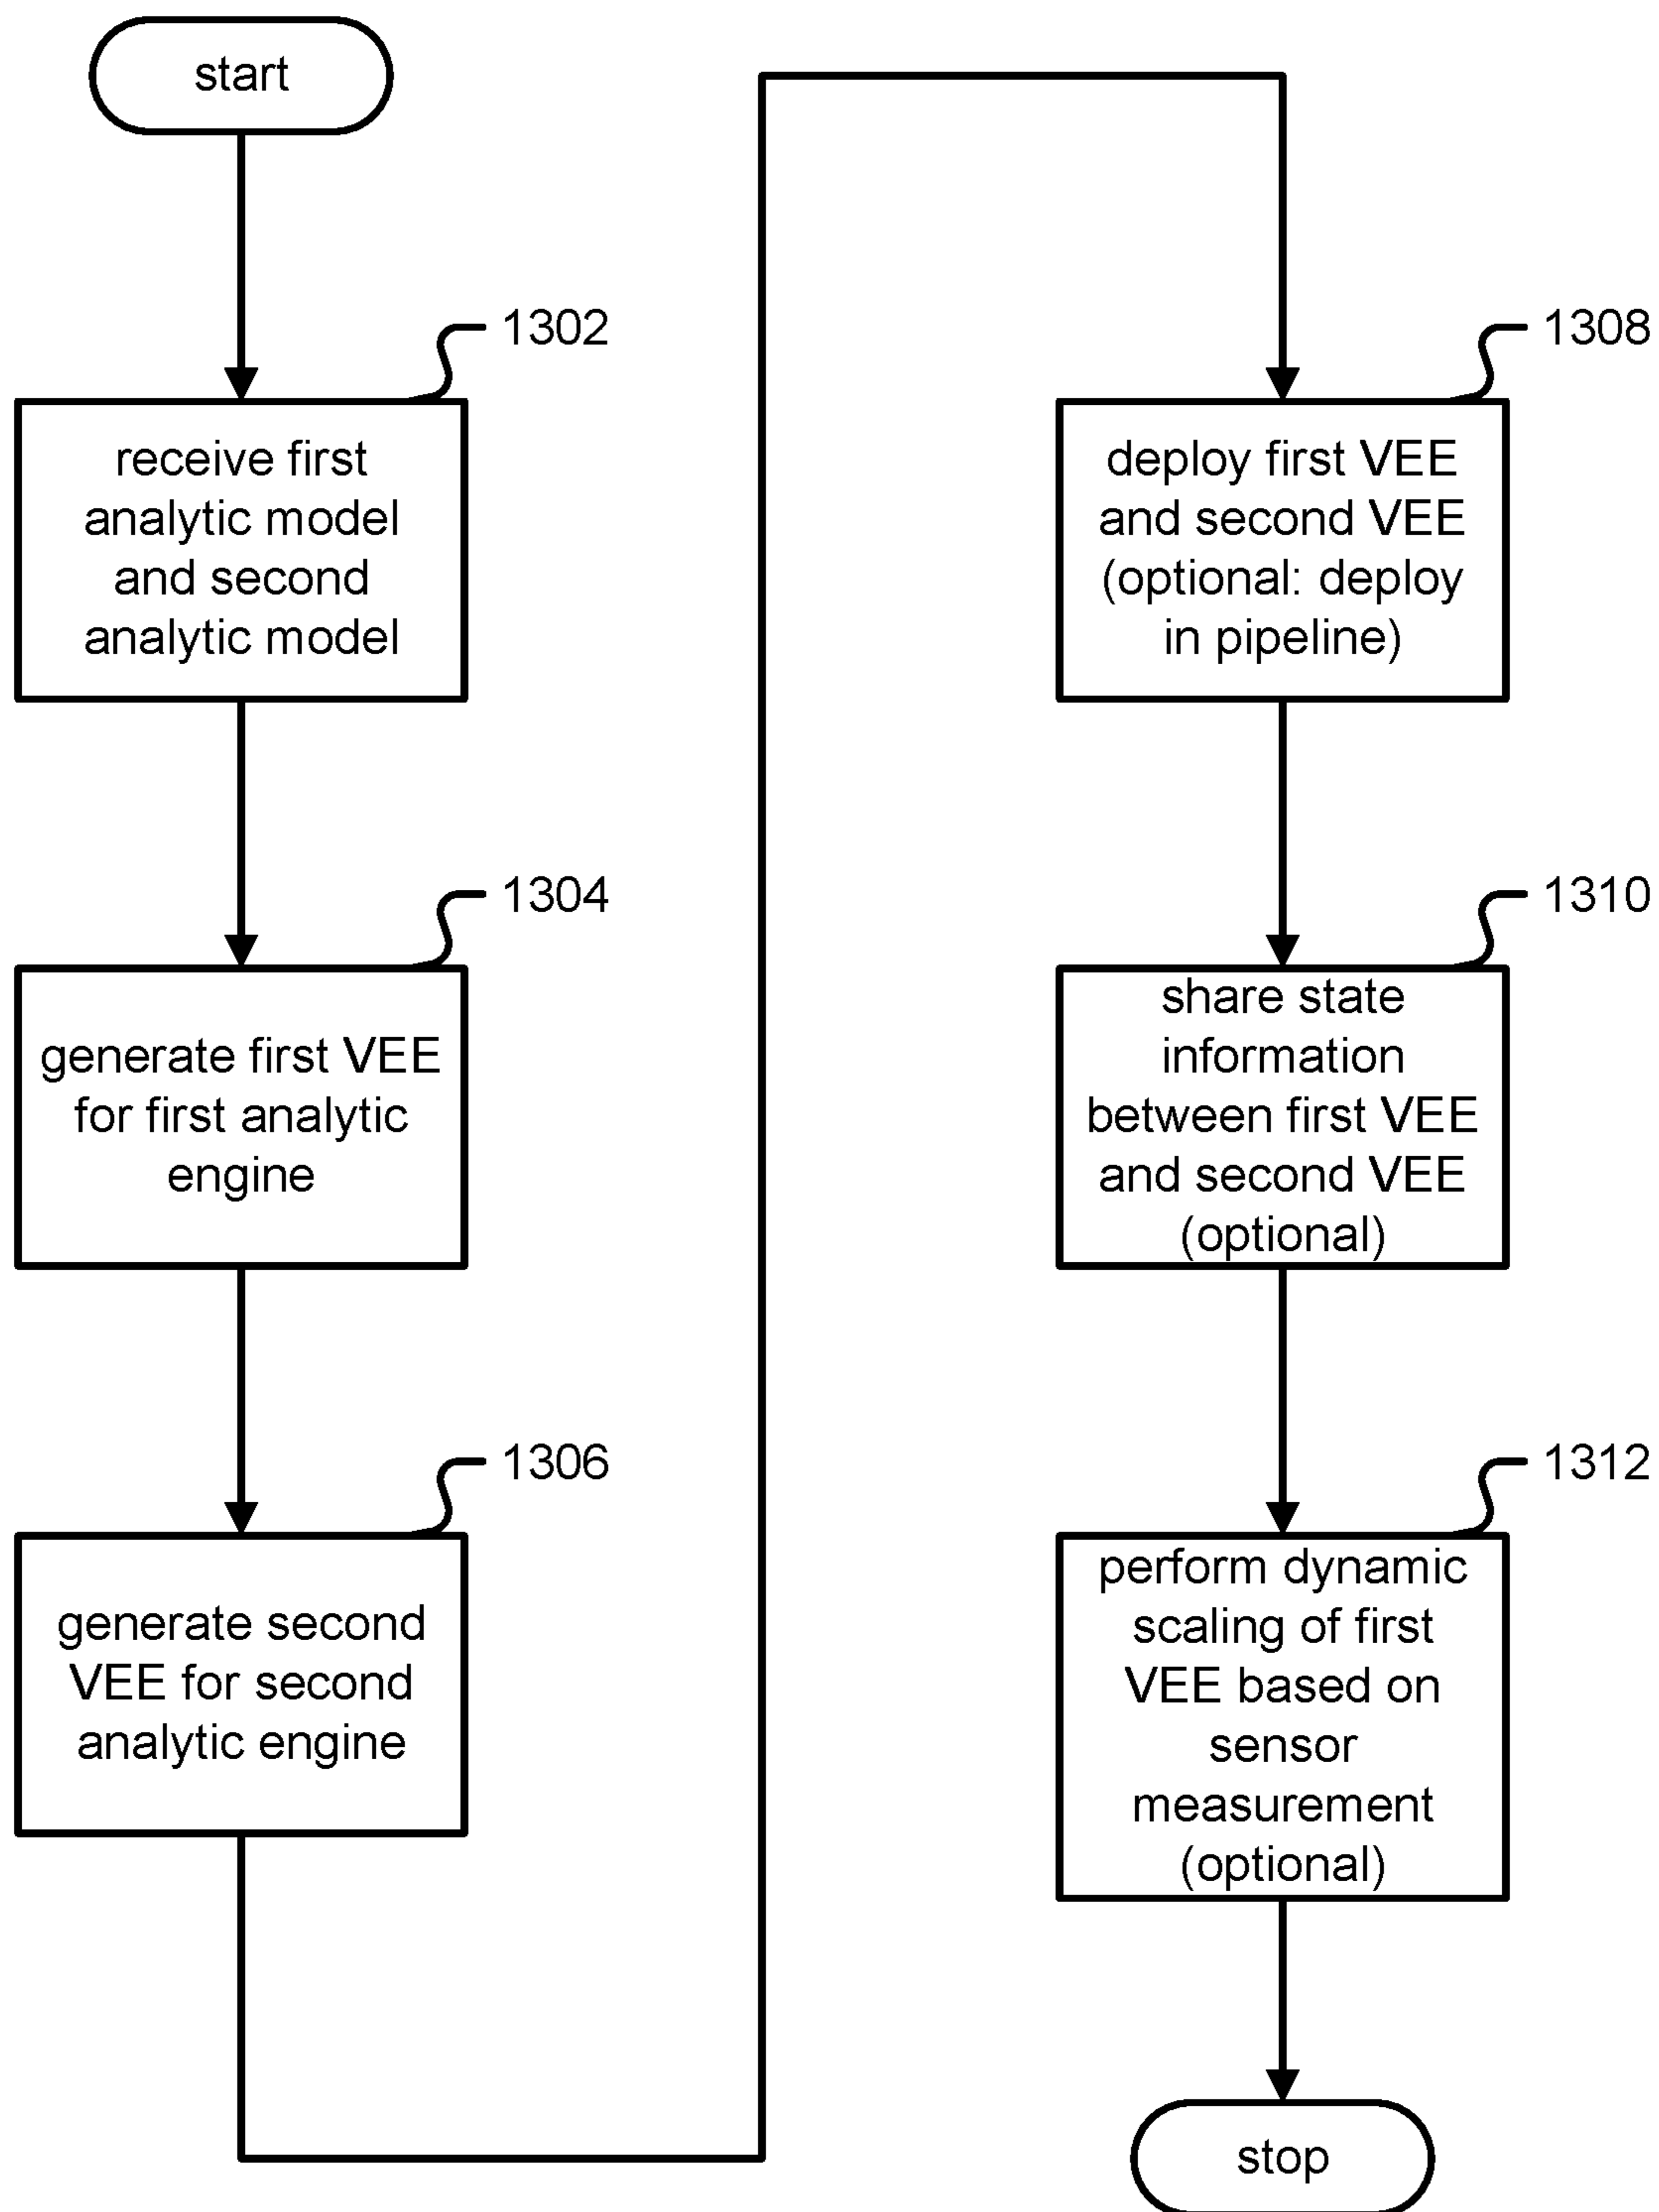 start
1302
receive first
analytic model
and second
analytic model
1304
generate first VEE
for first analytic
engine
1306
generate second
VEE for second
analytic engine
1308
deploy first VEE
and second VEE
(optional: deploy
in pipeline)
1310
share state
information
between first VEE
and second VEE
(optional)
1312
perform dynamic
scaling of first
VEE based on
sensor
measurement
(optional)
stop